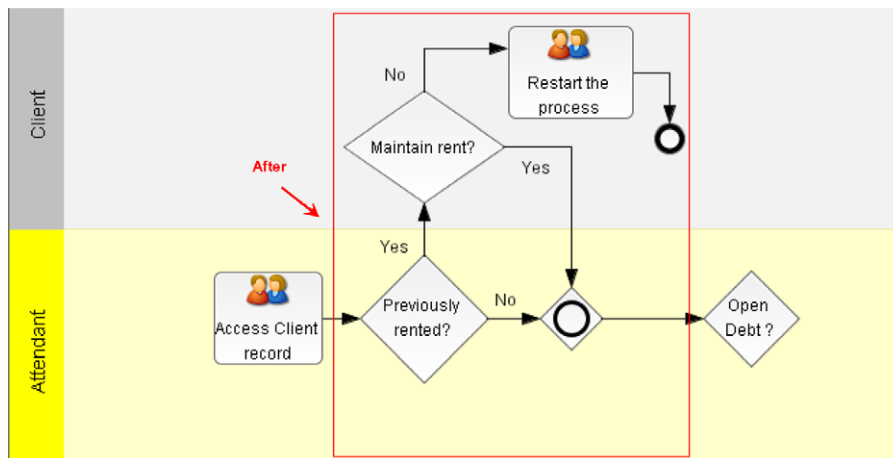 Client
No
Restart the
process
Maintain rent?
Yes
After
Attendant
Yes
Access Client
record
Previously
rented?
No
Open
Debt ?